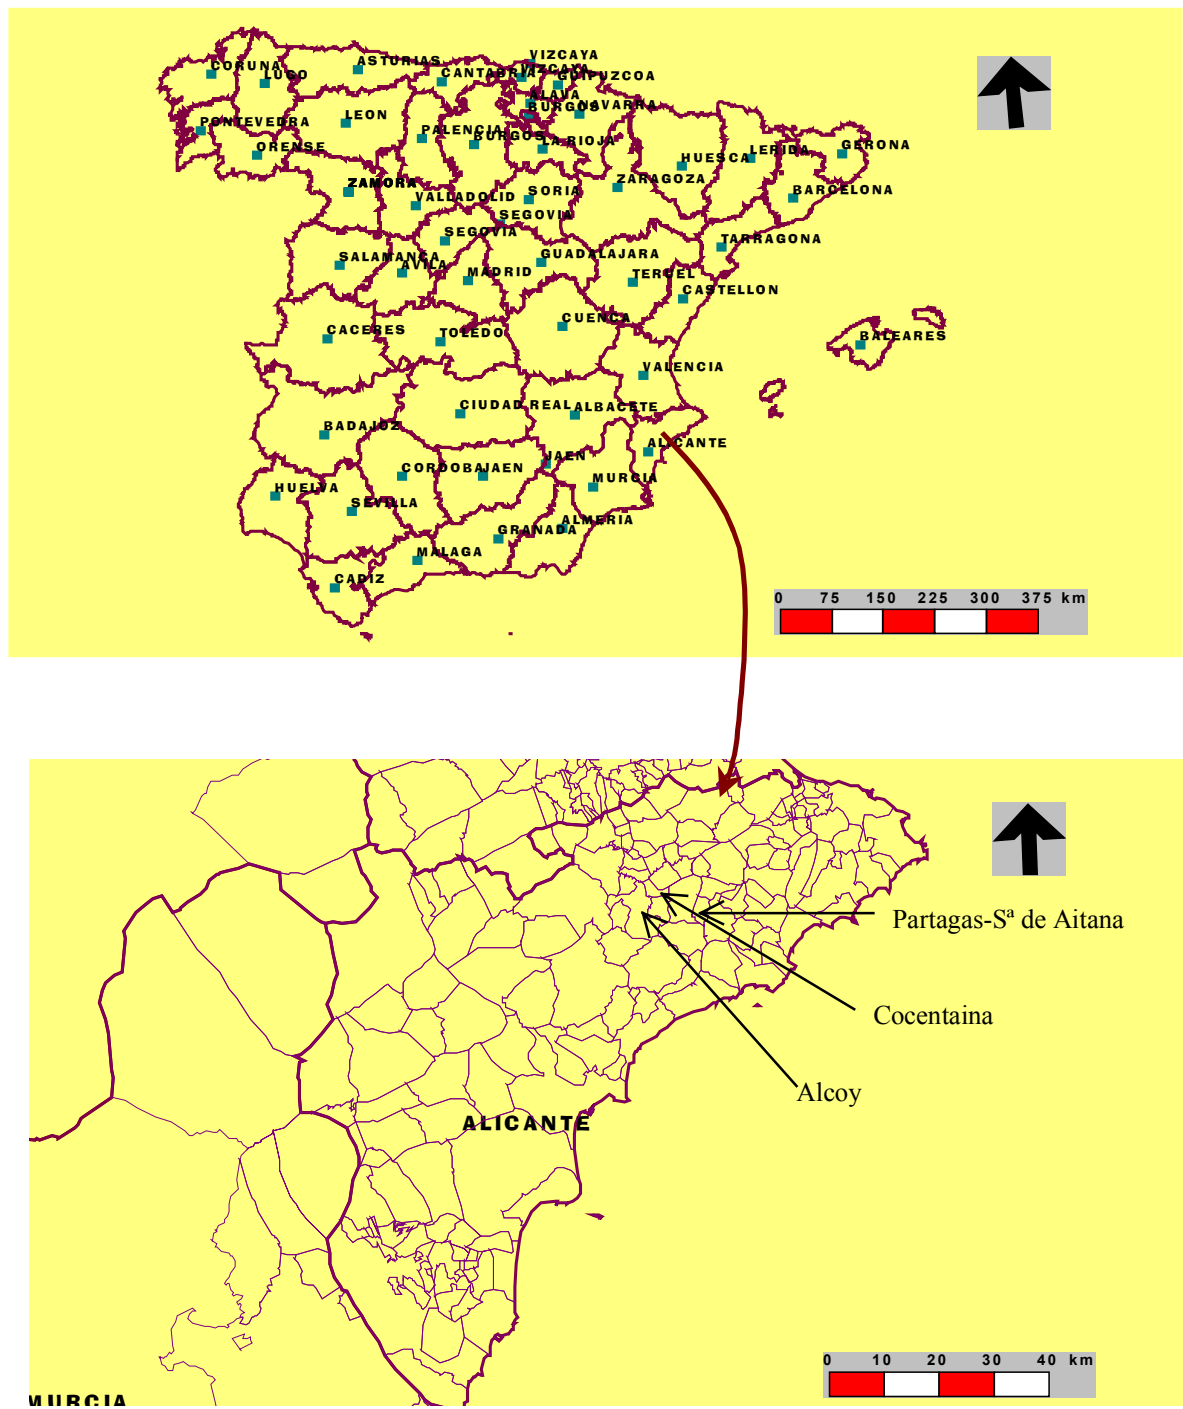 VIZCAYA
CORUNA
LUGO
ASTURIAS
CANTABRIA
VIZCAYA
GUIPUZCOA
ALAVA
BURGOS
NAVARRA
PONTEVEDRA
LEON
PALENCIA
BURGOS
LA RIOJA
ORENSE
HUESCA
LERIDA
GERONA
ZAMORA
VALLADOLID
SORIA
ZARAGOZA
BARCELONA
SEGOVIA
SEGOVIA
TARRAGONA
SALAMANCA
AVILA
MADRID
GUADALAJARA
TERUEL
CASTELLON
CACERES
TOLEDO
CUENCA
BALEARES
VALENCIA
CIUDAD REAL
ALBACETE
BADAJOZ
ALICANTE
CORDOBA
JAEN
JAEN
MURCIA
HUELVA
SEVILLA
GRANADA
ALMERIA
MALAGA
CADIZ
0 75 150 225 300 375 km
Partagas-Sª de Aitana
Cocentaina
Alcoy
ALICANTE
0 10 20 30 40 km
MURCIA